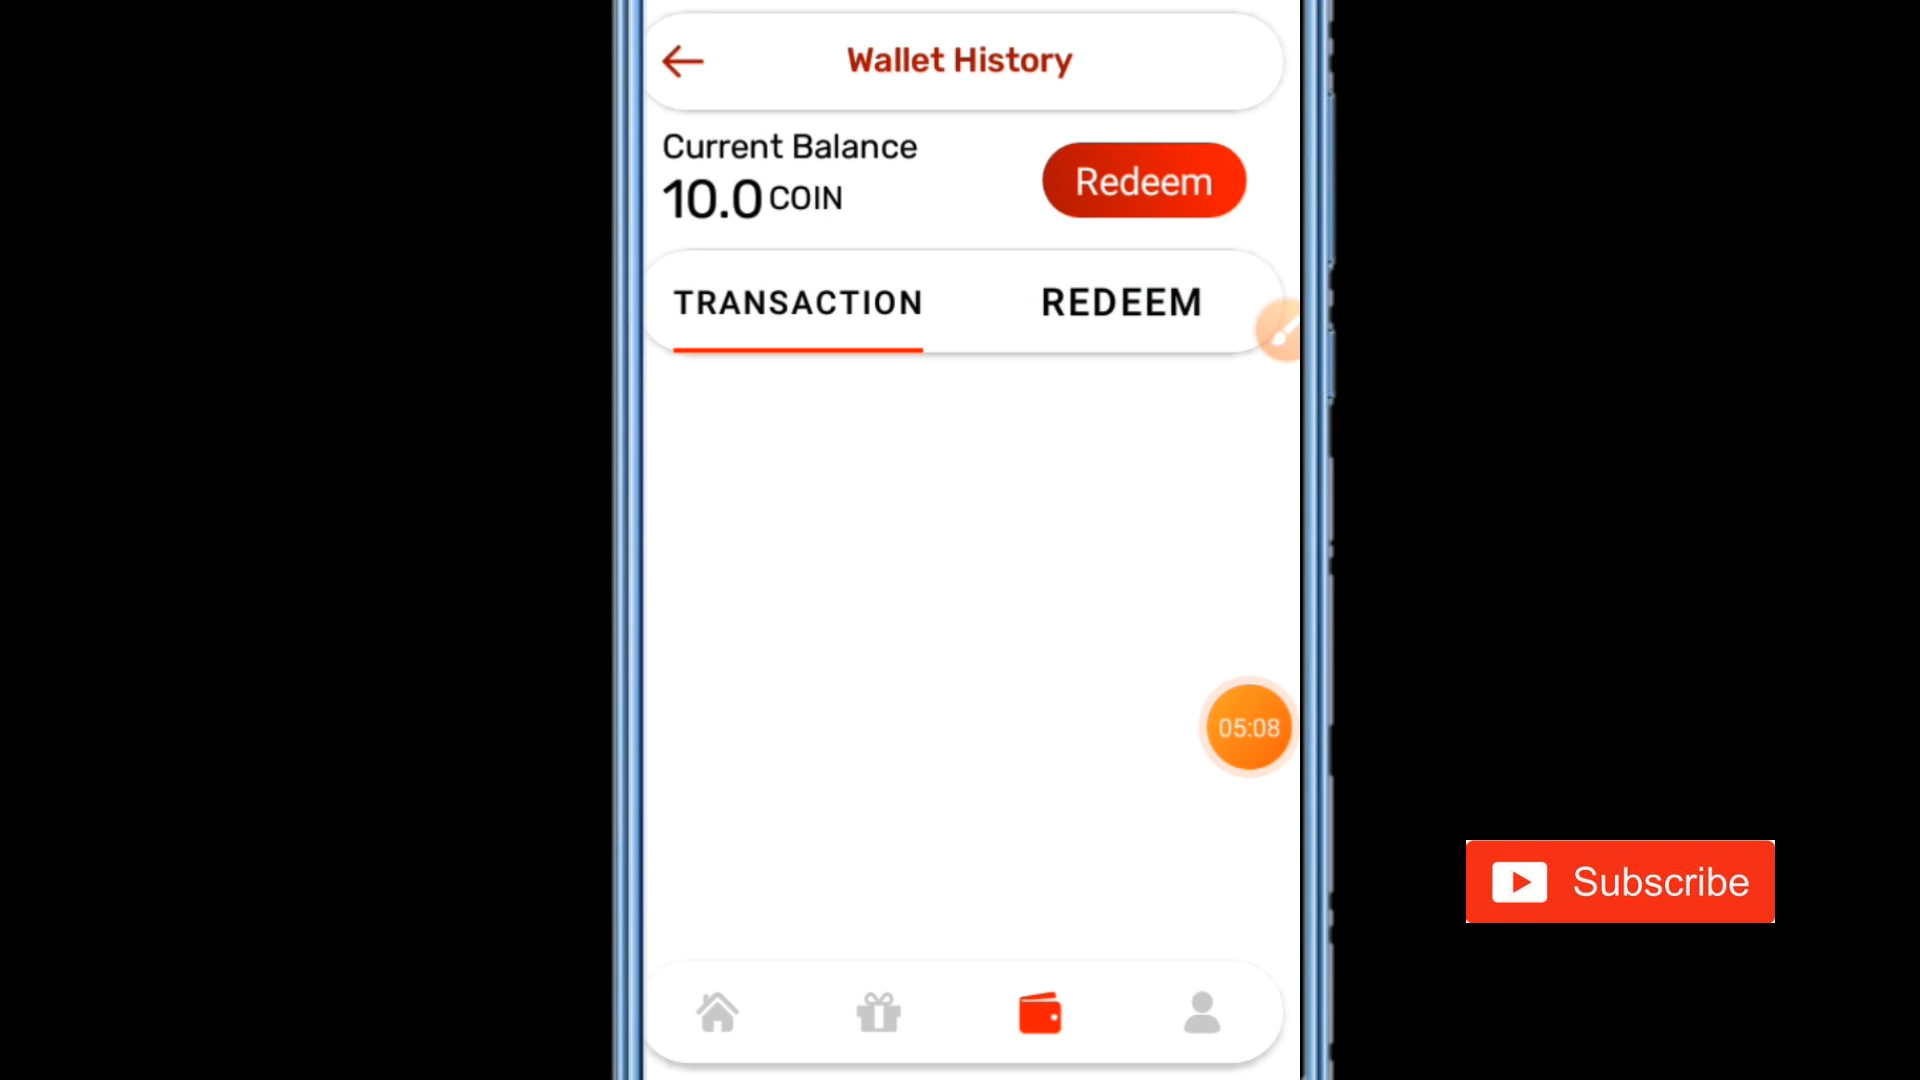 Wallet History
Current Balance
10.0 COIN
Redeem
TRANSACTION
REDEEM
05:08
Subscribe